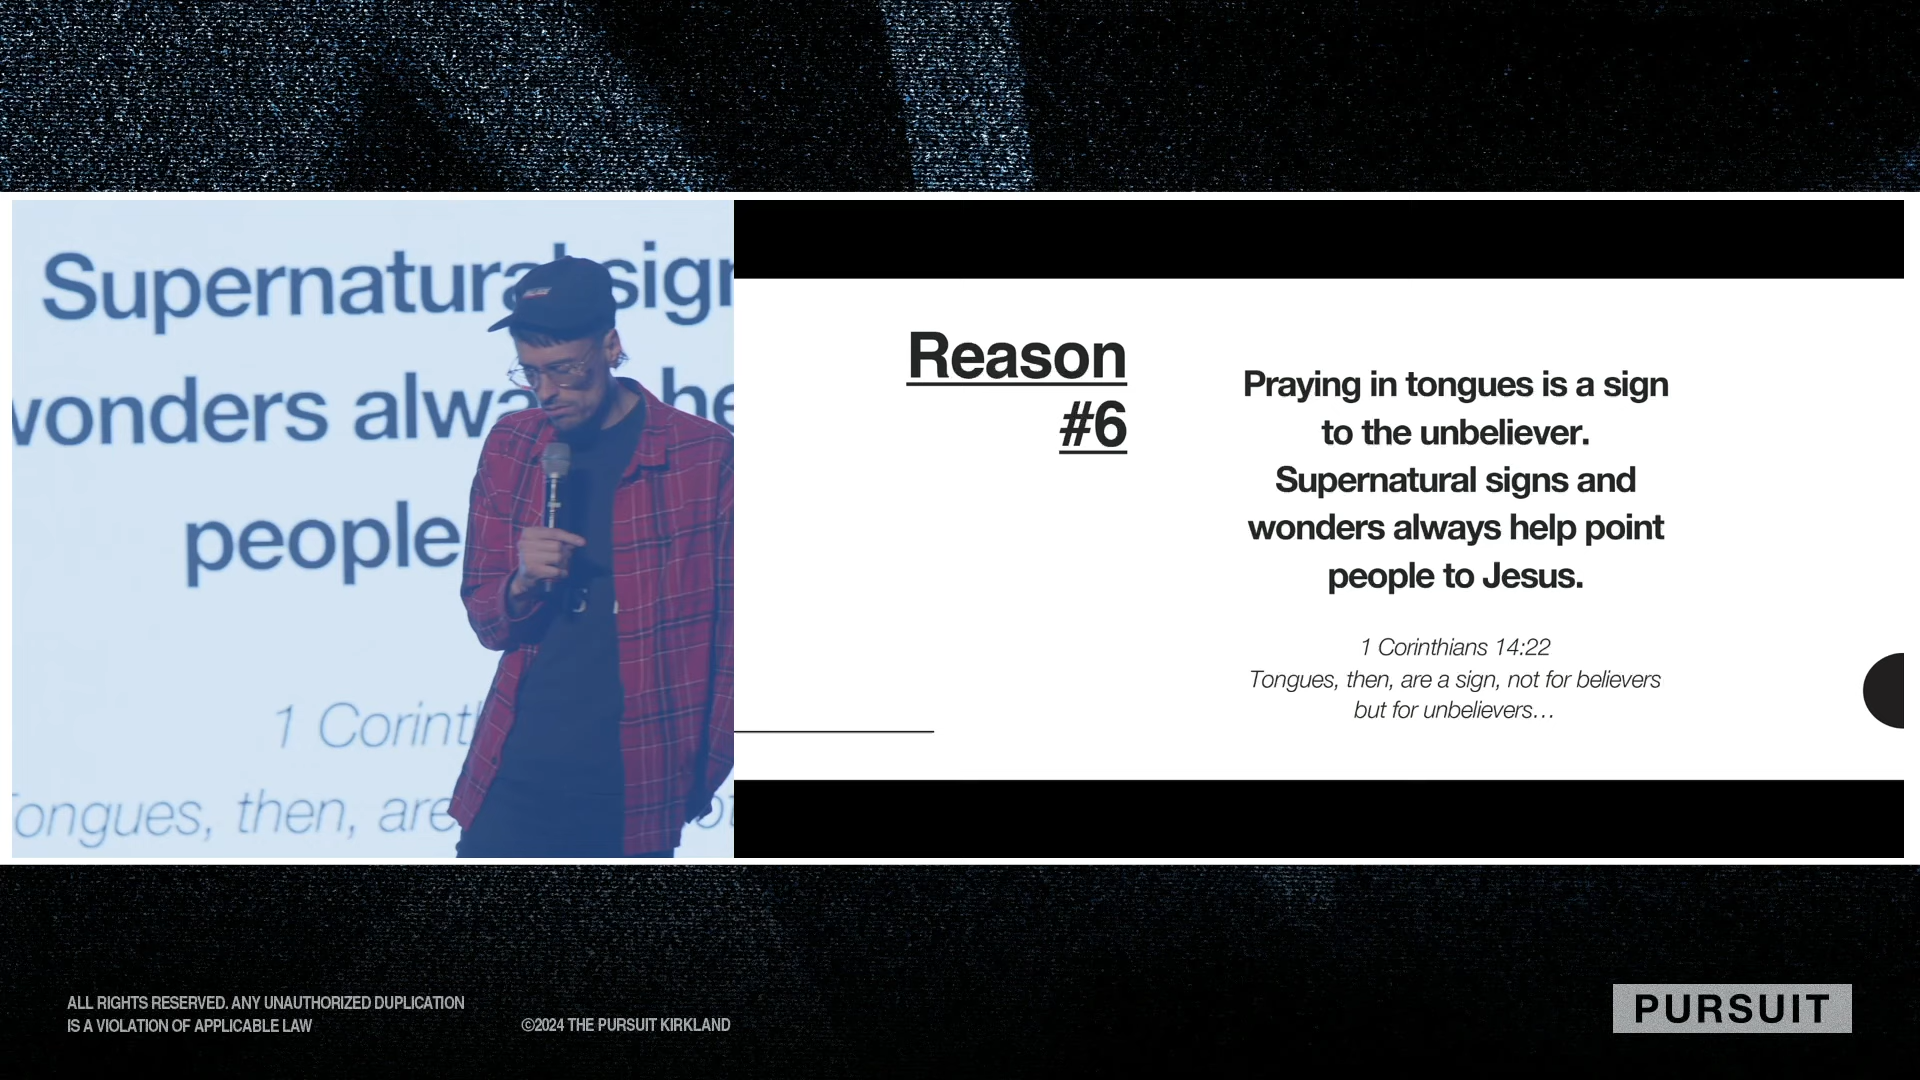 Supernatural sign
wonders alwa he
people
1 Corint
Tongues, then, are ot
Reason
#6
Praying in tongues is a sign
to the unbeliever.
Supernatural signs and
wonders always help point
people to Jesus.
1 Corinthians 14:22
Tongues, then, are a sign, not for believers
but for unbelievers…
ALL RIGHTS RESERVED. ANY UNAUTHORIZED DUPLICATION
IS A VIOLATION OF APPLICABLE LAW
©2024 THE PURSUIT KIRKLAND
PURSUIT